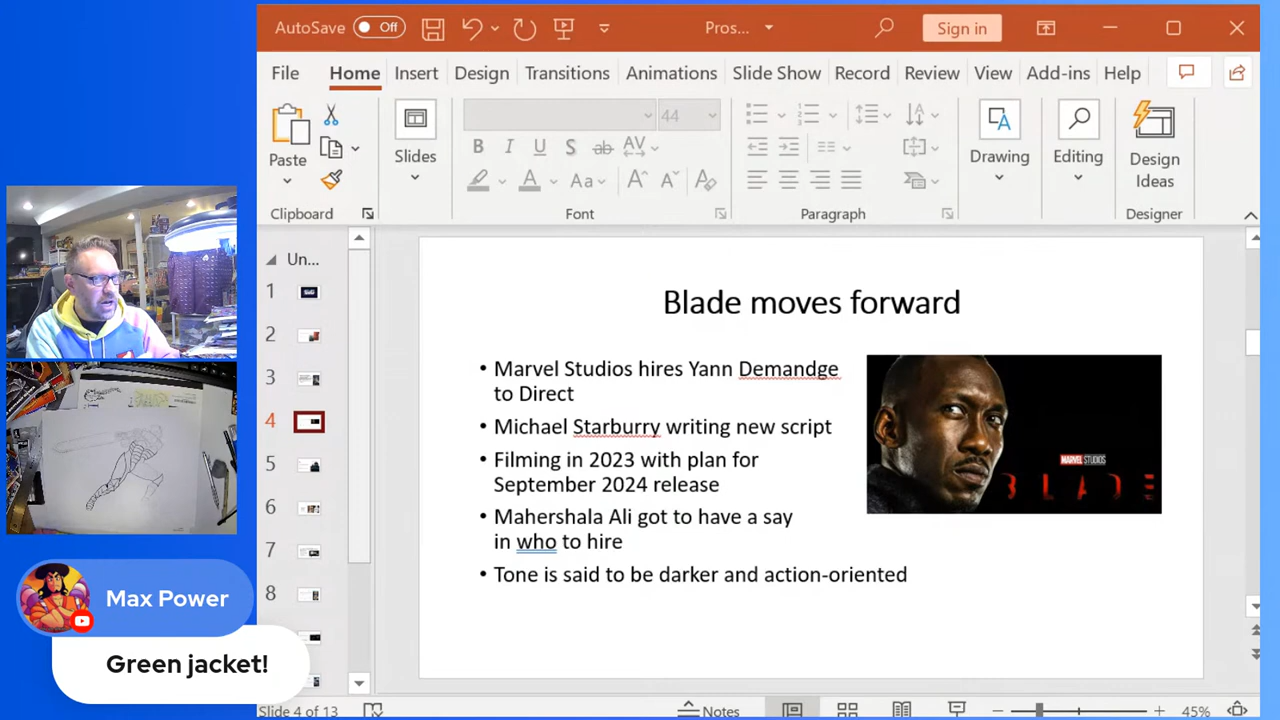 AutoSave Off Pros... Sign in
File Home Insert Design Transitions Animations Slide Show Record Review View Add-ins Help
Paste Slides 44 Drawing Editing Design
Ideas
B I U S ab AV
A Aa A A A
Clipboard Font Paragraph Designer
Un...
1
2
3
4
5
6
7
8
Blade moves forward
• Marvel Studios hires Yann Demandge
to Direct
• Michael Starburry writing new script
• Filming in 2023 with plan for
September 2024 release
• Mahershala Ali got to have a say
in who to hire
• Tone is said to be darker and action-oriented
MARVEL STUDIOS
BLADE
Max Power
Green jacket!
Slide 4 of 13 Notes 45%